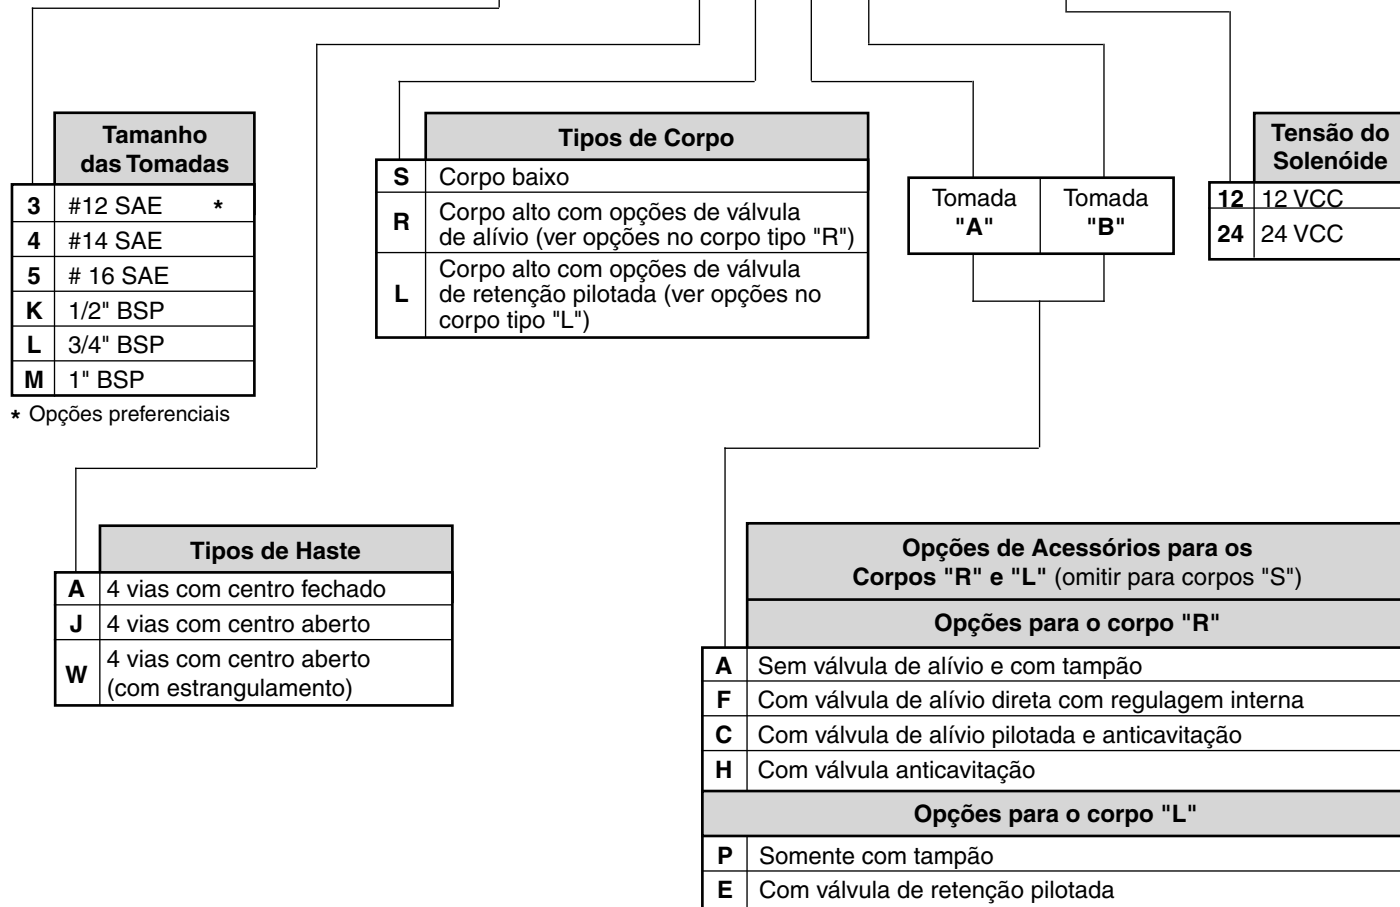 Tamanho
das Tomadas
3 #12 SAE *
4 #14 SAE
5 # 16 SAE
K 1/2" BSP
L 3/4" BSP
M 1" BSP
* Opções preferenciais
Tipos de Corpo
S Corpo baixo
R Corpo alto com opções de válvula
de alívio (ver opções no corpo tipo "R")
L Corpo alto com opções de válvula
de retenção pilotada (ver opções no
corpo tipo "L")
Tomada
"A"
Tomada
"B"
Tensão do
Solenóide
12 12 VCC
24 24 VCC
Tipos de Haste
A 4 vias com centro fechado
J 4 vias com centro aberto
W 4 vias com centro aberto
(com estrangulamento)
Opções de Acessórios para os
Corpos "R" e "L" (omitir para corpos "S")
Opções para o corpo "R"
A Sem válvula de alívio e com tampão
F Com válvula de alívio direta com regulagem interna
C Com válvula de alívio pilotada e anticavitação
H Com válvula anticavitação
Opções para o corpo "L"
P Somente com tampão
E Com válvula de retenção pilotada